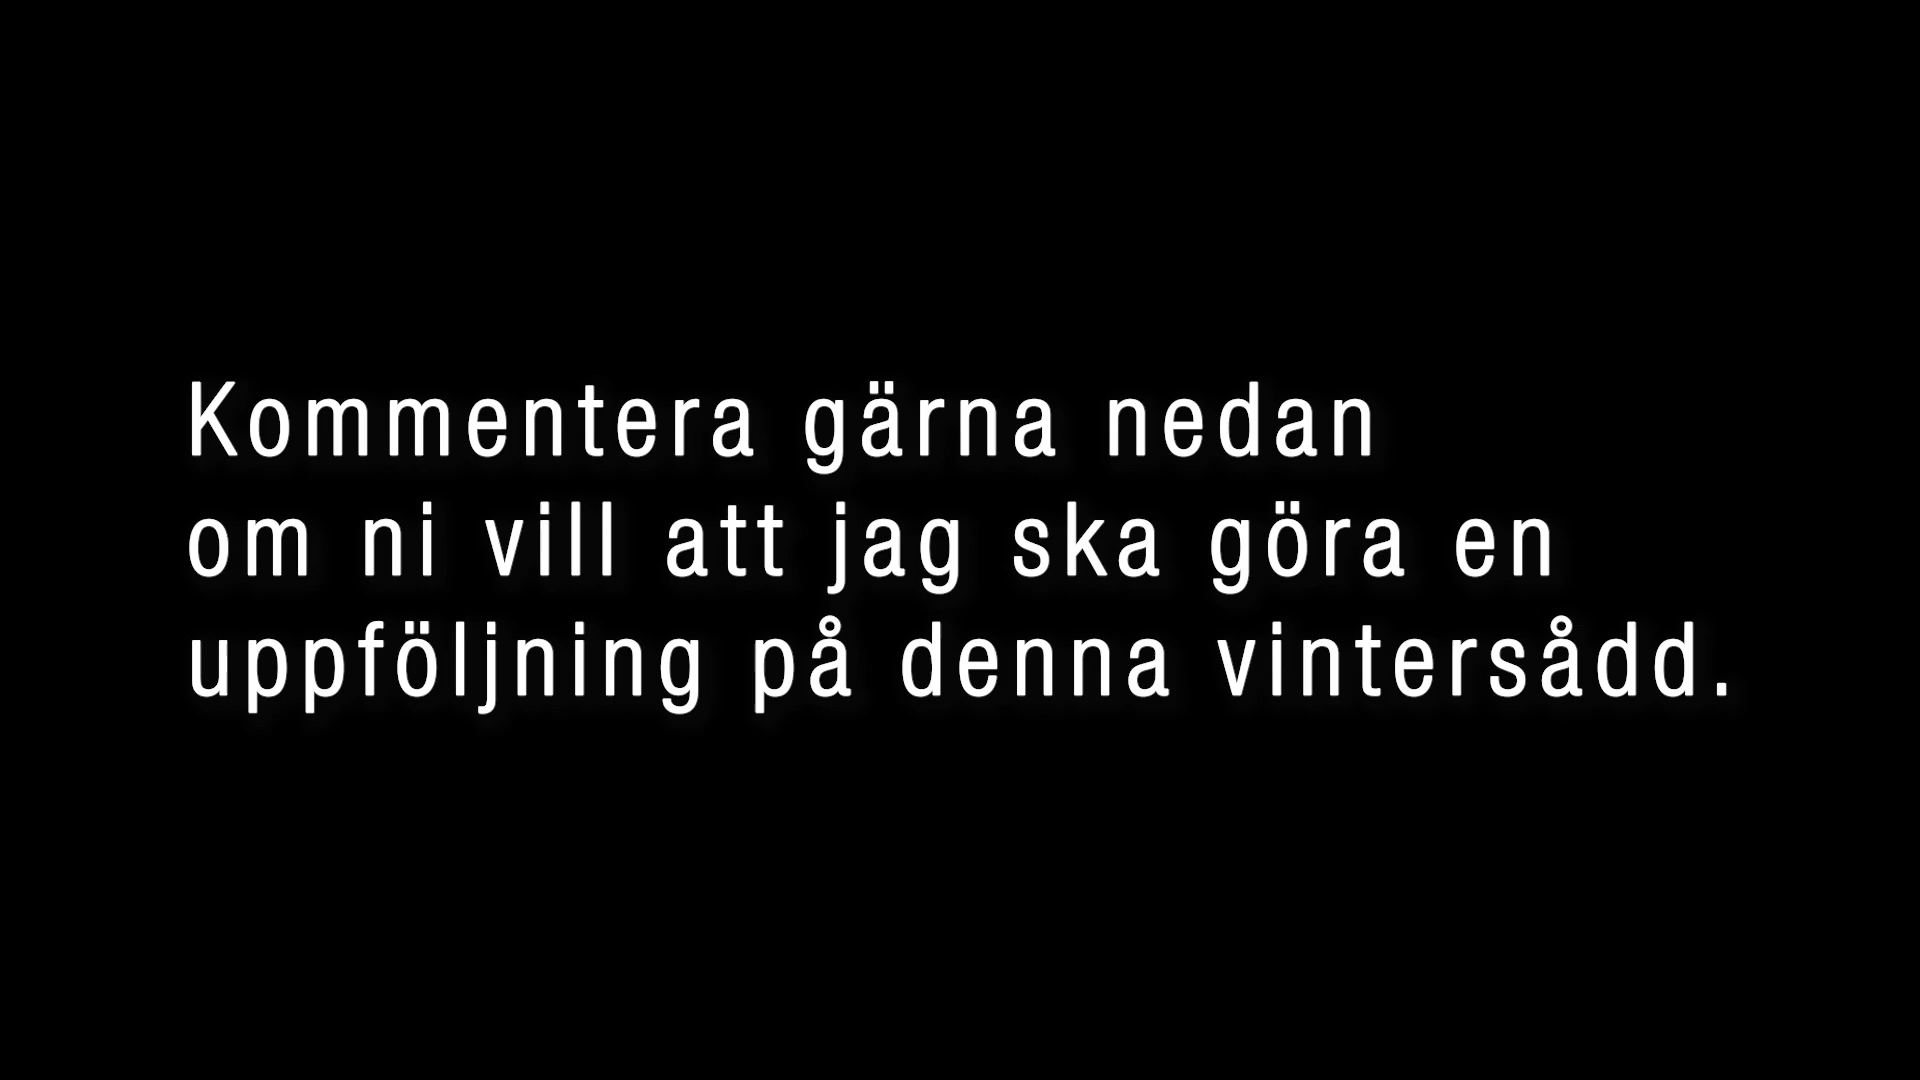 Kommentera gärna nedan
om ni vill att jag ska göra en
uppföljning på denna vintersådd.